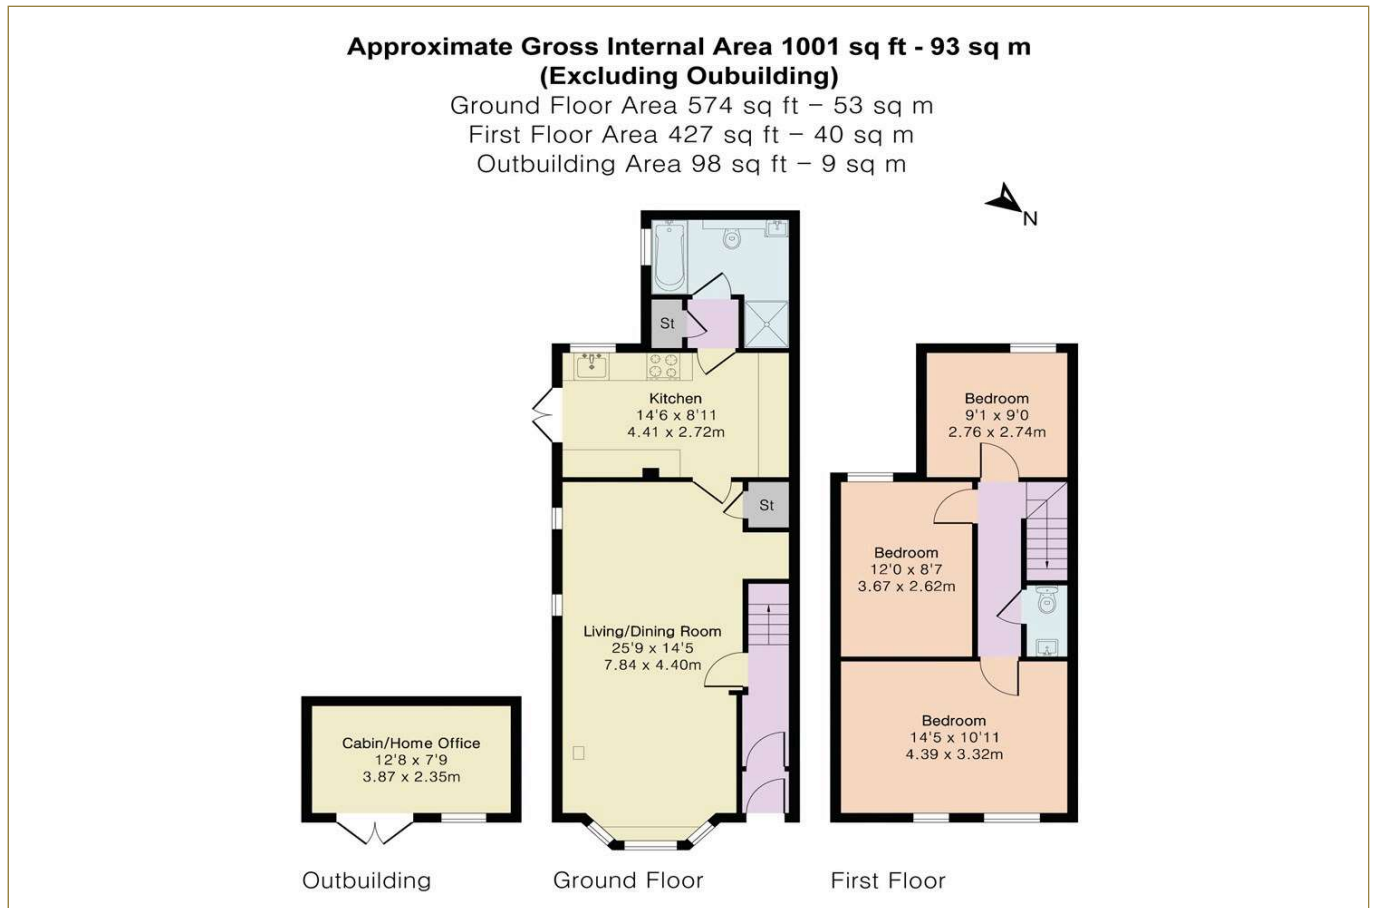 Approximate Gross Internal Area 1001 sq ft - 93 sq m
(Excluding Oubuilding)
Ground Floor Area 574 sq ft – 53 sq m
First Floor Area 427 sq ft – 40 sq m
Outbuilding Area 98 sq ft – 9 sq m
N
St
Kitchen
14'6 x 8'11
4.41 x 2.72m
St
Living/Dining Room
25'9 x 14'5
7.84 x 4.40m
Bedroom
9'1 x 9'0
2.76 x 2.74m
Bedroom
12'0 x 8'7
3.67 x 2.62m
Bedroom
14'5 x 10'11
4.39 x 3.32m
Cabin/Home Office
12'8 x 7'9
3.87 x 2.35m
Outbuilding
Ground Floor
First Floor